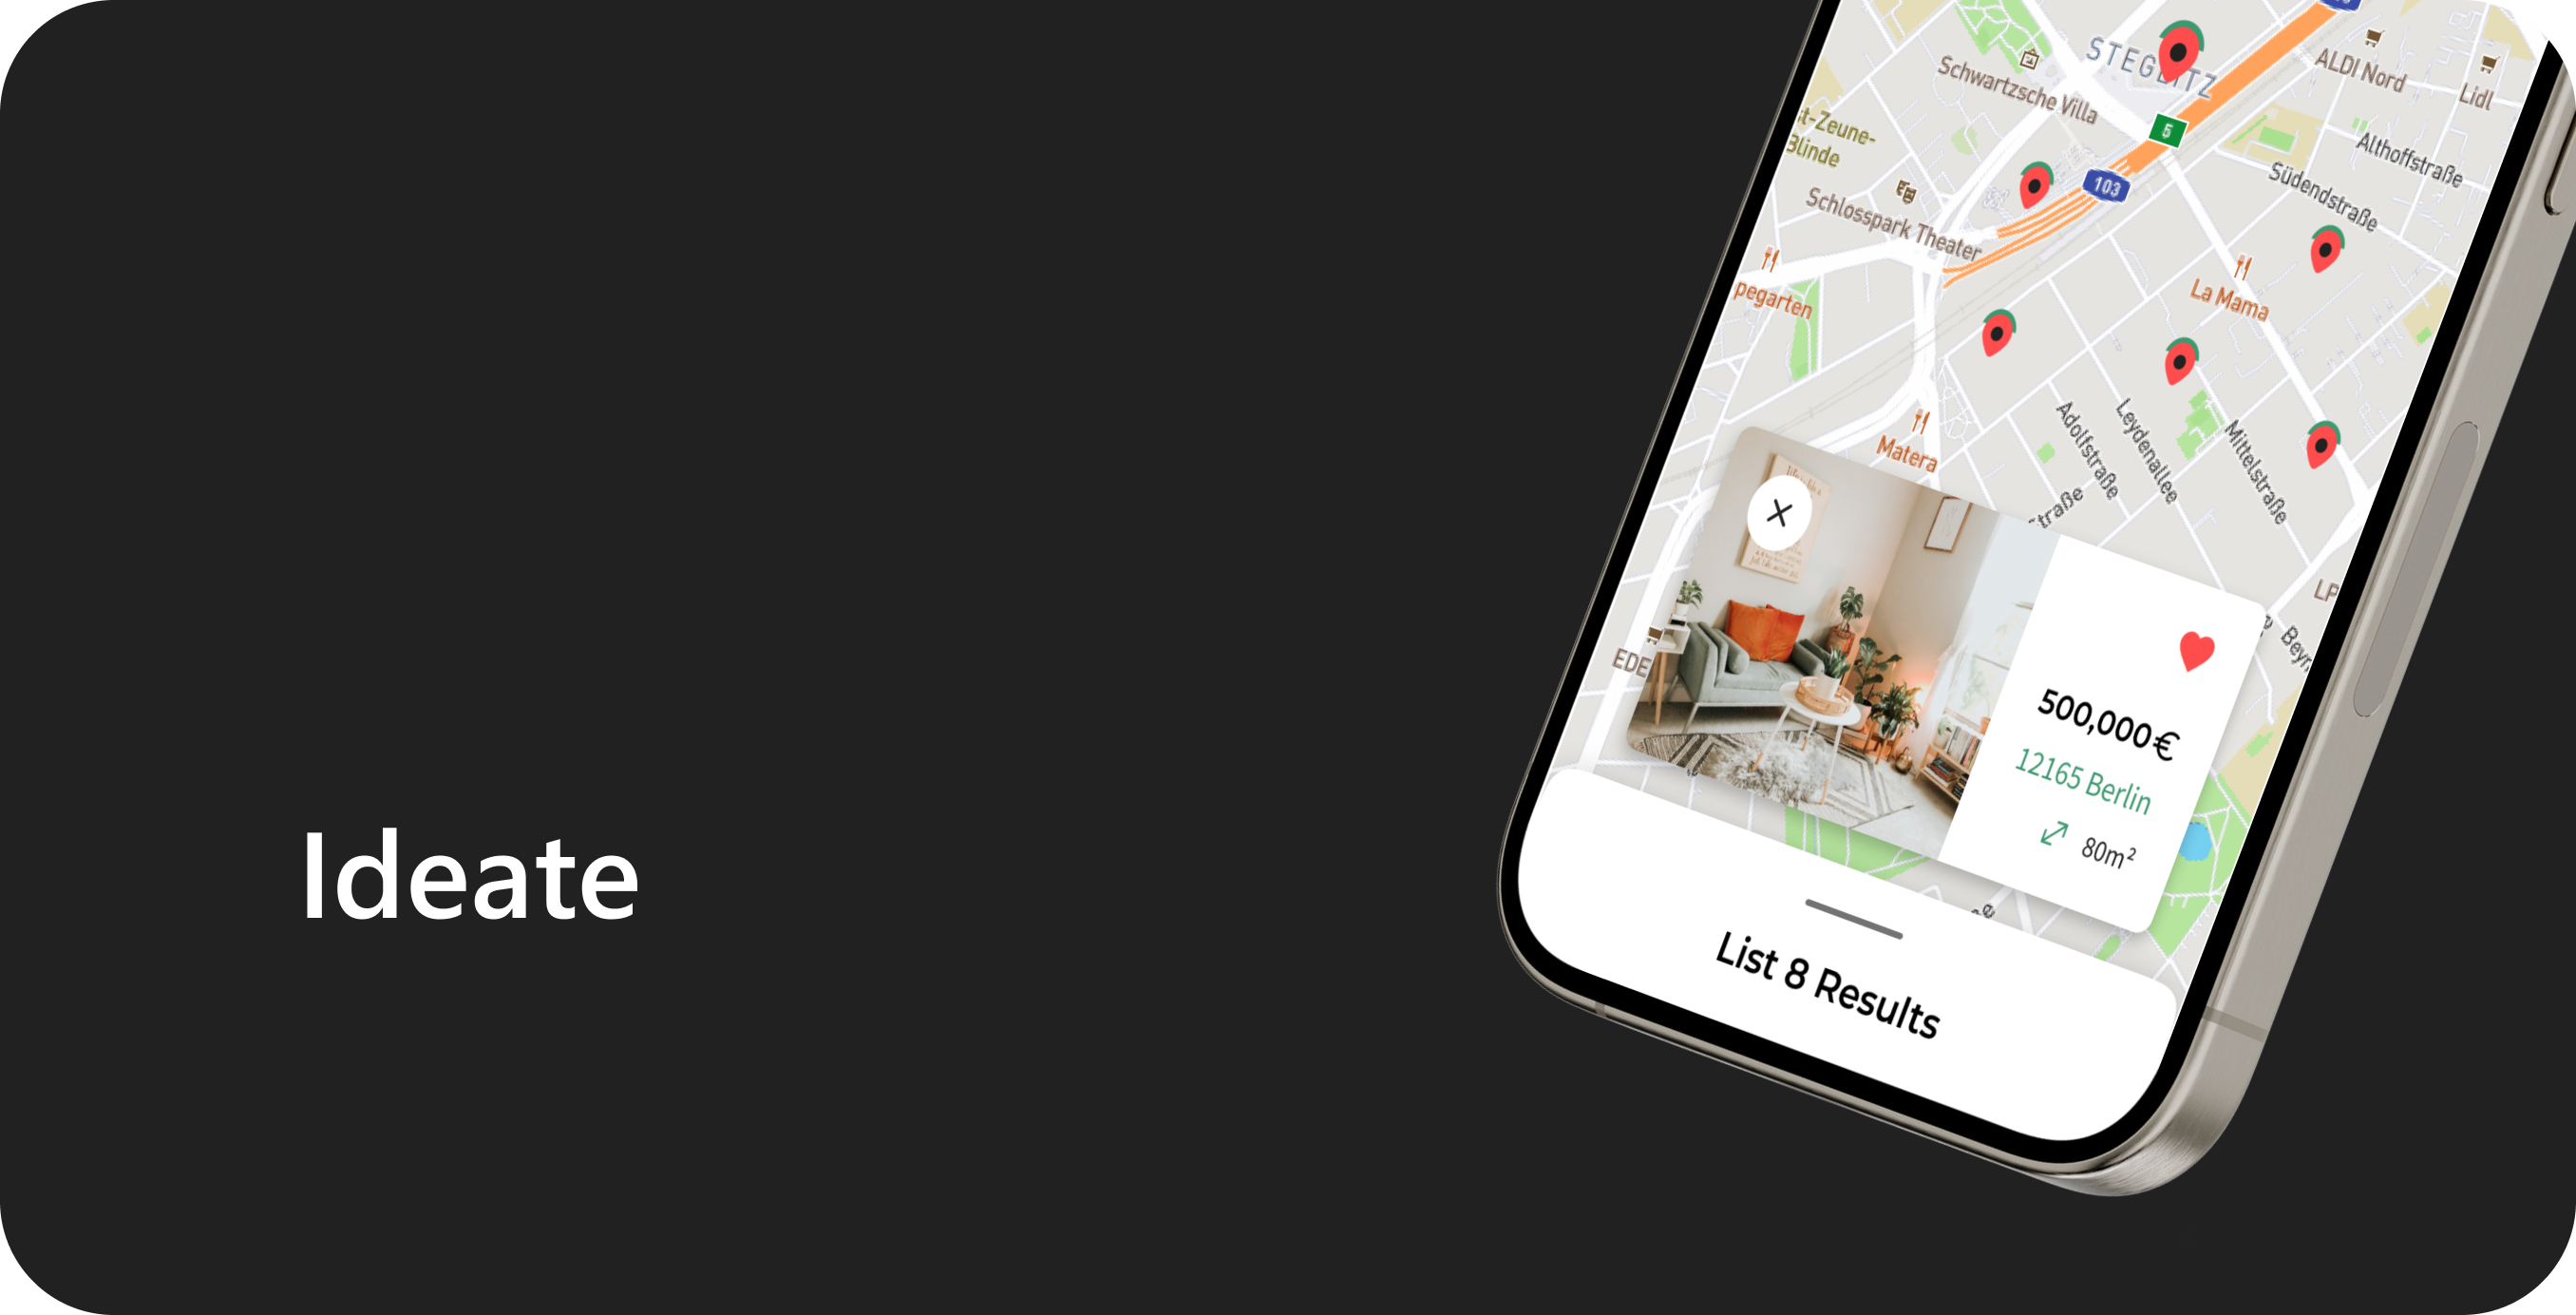 Ideate
STEGLITZ
Schwartzsche Villa
ALDI Nord
Lidl
5
103
Althoffstraße
Südendstraße
t-Zeune-
Blinde
Schlosspark Theater
pegarten
La Mama
Matera
Adolfstraße
Leydenallee
Mittelstraße
straße
LP
Beyr
EDE
500,000€
12165 Berlin
80m²
List 8 Results